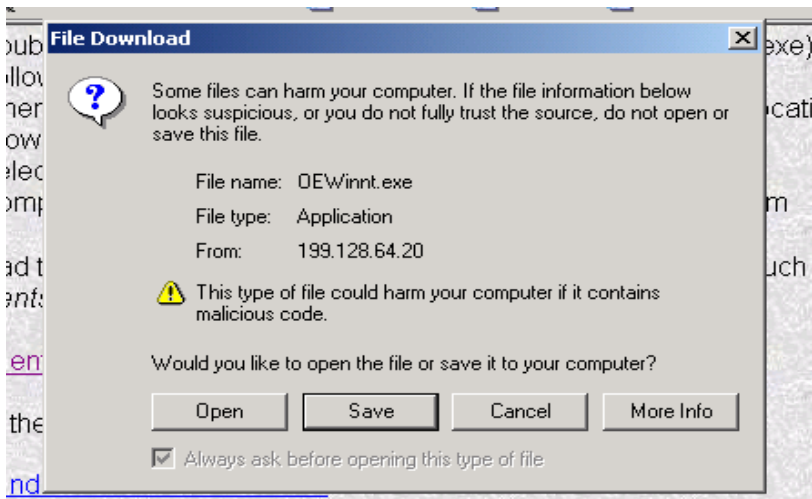 File Download
exe)
Some files can harm your computer. If the file information below
looks suspicious, or you do not fully trust the source, do not open or
save this file.
File name: OEWinnt.exe
File type: Application
From: 199.128.64.20
This type of file could harm your computer if it contains
malicious code.
Would you like to open the file or save it to your computer?
Open Save Cancel More Info
the
Always ask before opening this type of file